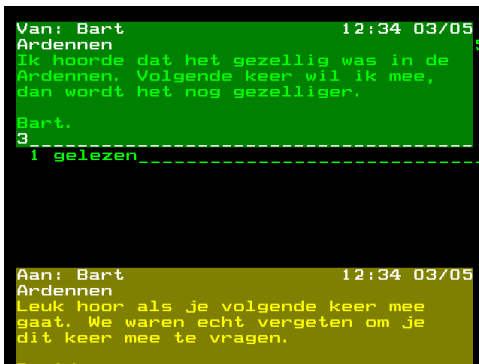 Van: Bart 12:34 03/05
Ardennen
Ik hoorde dat het gezellig was in de
Ardennen. Volgende keer wil ik mee,
dan wordt het nog gezelliger.
Bart.
3
1 gelezen
Aan: Bart 12:34 03/05
Ardennen
Leuk hoor als je volgende keer mee
gaat. We waren echt vergeten om je
dit keer mee te vragen.